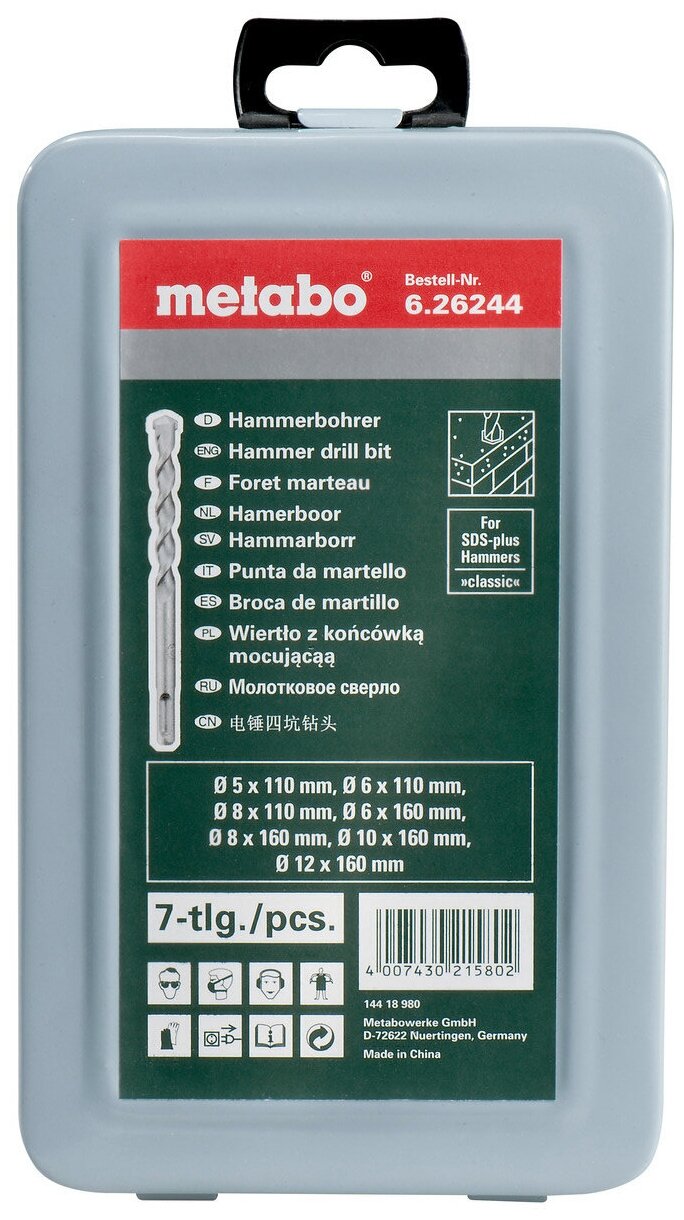 metabo®
Bestell-Nr.
6.26244
D Hammerbohrer
ENG Hammer drill bit
F Foret marteau
NL Hamerboor
SV Hammarborr
IT Punta da martello
ES Broca de martillo
PL Wiertło z końcówką
mocującąą
RU Молотковое сверло
CN 电锤四坑钻头
For
SDS-plus
Hammers
»classic«
Ø 5 x 110 mm, Ø 6 x 110 mm,
Ø 8 x 110 mm, Ø 6 x 160 mm,
Ø 8 x 160 mm, Ø 10 x 160 mm,
Ø 12 x 160 mm
7-tlg./pcs.
4 007430 215802
144 18 980
Metabowerke GmbH
D-72622 Nuertingen, Germany
Made in China